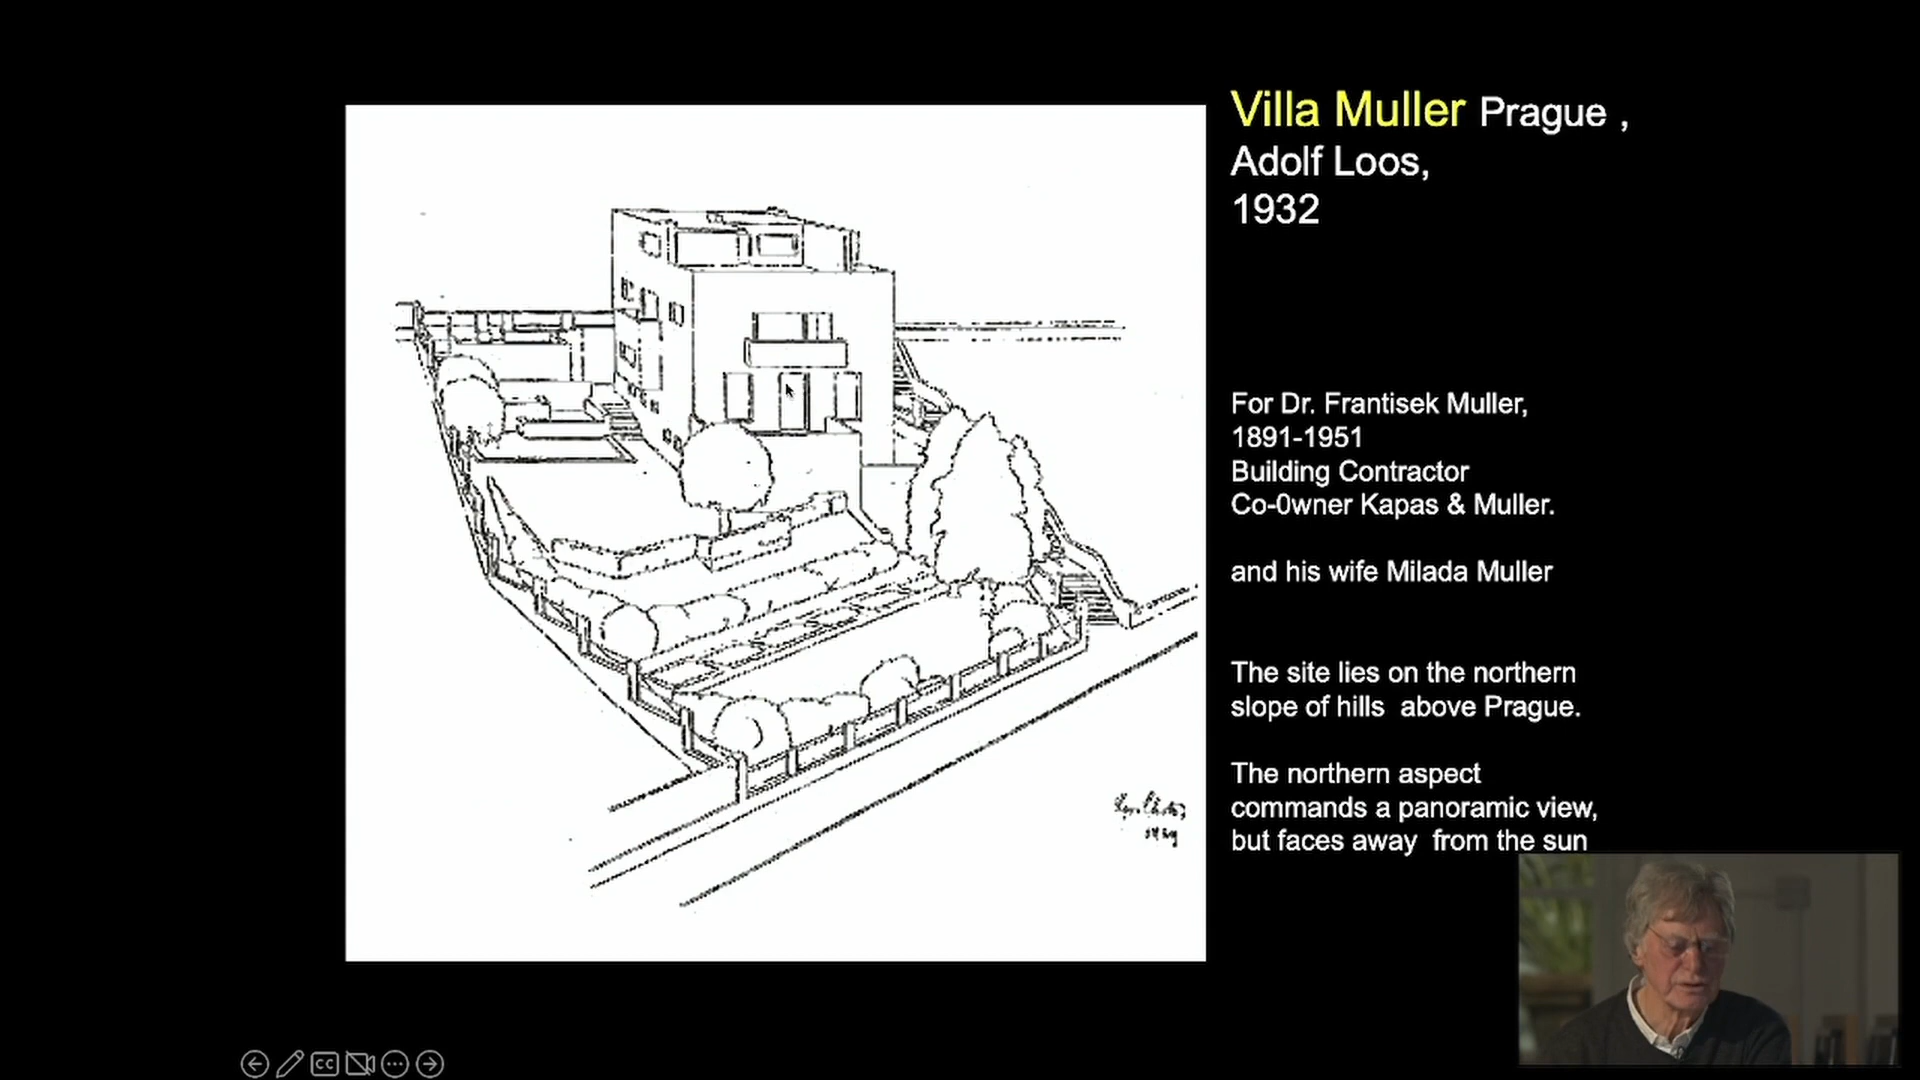 Villa Muller Prague ,
Adolf Loos,
1932
For Dr. Frantisek Muller,
1891-1951
Building Contractor
Co-0wner Kapas & Muller.
and his wife Milada Muller
The site lies on the northern
slope of hills above Prague.
The northern aspect
commands a panoramic view,
but faces away from the sun
CC